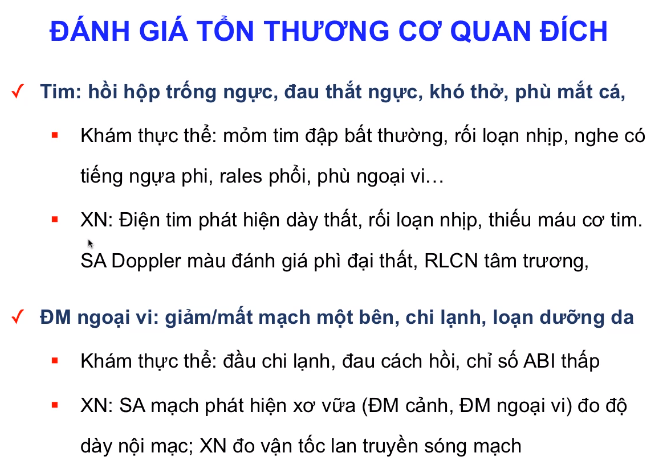 ĐÁNH GIÁ TỔN THƯƠNG CƠ QUAN ĐÍCH
✓ Tim: hồi hộp trống ngực, đau thắt ngực, khó thở, phù mắt cá,
▪ Khám thực thể: mỏm tim đập bất thường, rối loạn nhịp, nghe có
tiếng ngựa phi, rales phổi, phù ngoại vi…
▪ XN: Điện tim phát hiện dày thất, rối loạn nhịp, thiếu máu cơ tim.
SA Doppler màu đánh giá phì đại thất, RLCN tâm trương,
✓ ĐM ngoại vi: giảm/mất mạch một bên, chi lạnh, loạn dưỡng da
▪ Khám thực thể: đầu chi lạnh, đau cách hồi, chỉ số ABI thấp
▪ XN: SA mạch phát hiện xơ vữa (ĐM cảnh, ĐM ngoại vi) đo độ
dày nội mạc; XN đo vận tốc lan truyền sóng mạch